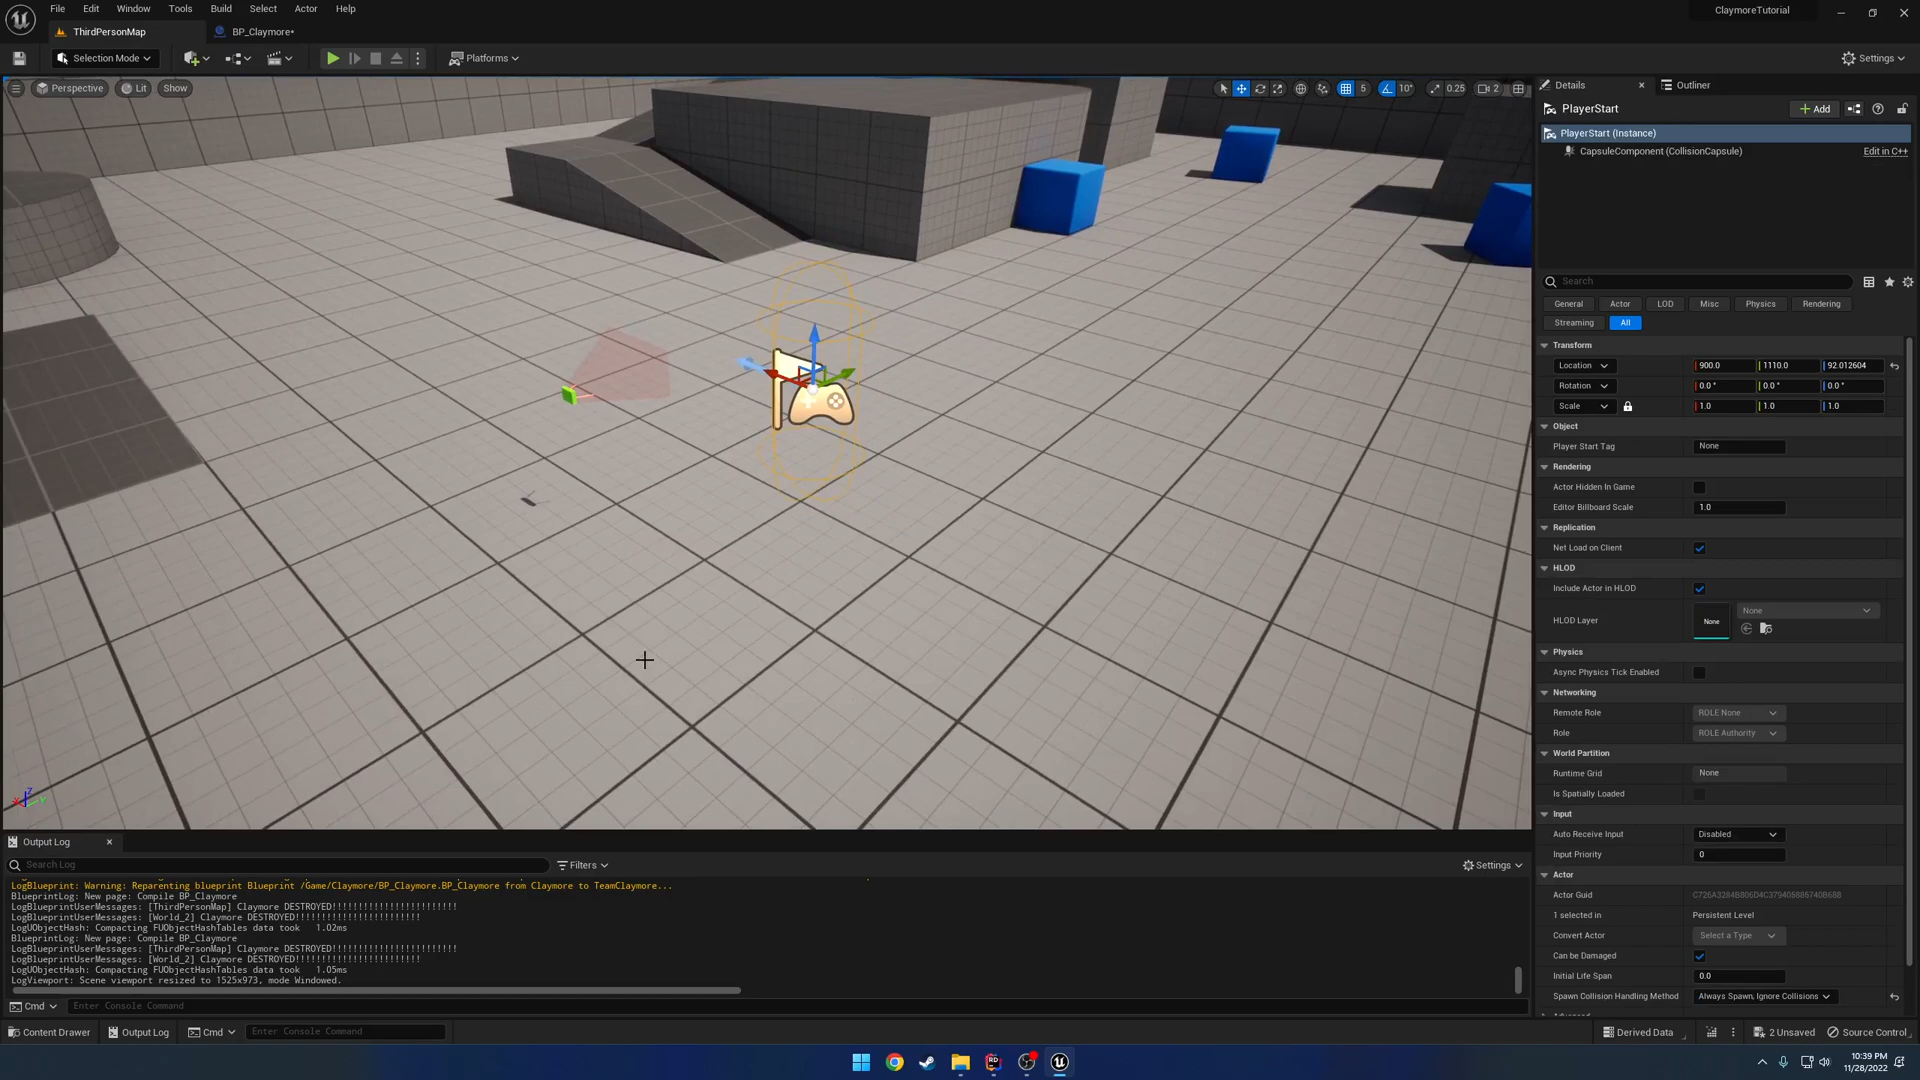 File Edit Window Tools Build Select Actor Help
ClaymoreTutorial
ThirdPersonMap
BP_Claymore*
Selection Mode
Platforms
Settings
Perspective
Lit
Show
5
10°
0.25
2
Details
Outliner
PlayerStart
Add
PlayerStart (Instance)
CapsuleComponent (CollisionCapsule)
Edit in C++
Search
General
Actor
LOD
Misc
Physics
Rendering
Streaming
All
Transform
Location 900.0 1110.0 92.012604
Rotation 0.0 ° 0.0 ° 0.0 °
Scale 1.0 1.0 1.0
Object
Player Start Tag None
Rendering
Actor Hidden In Game
Editor Billboard Scale 1.0
Replication
Net Load on Client
HLOD
Include Actor in HLOD
HLOD Layer None None
Physics
Async Physics Tick Enabled
Networking
Remote Role ROLE None
Role ROLE Authority
World Partition
Runtime Grid None
Is Spatially Loaded
Input
Auto Receive Input Disabled
Input Priority 0
Actor
Actor Guid
1 selected in Persistent Level
Convert Actor Select a Type
Can be Damaged
Initial Life Span 0.0
Spawn Collision Handling Method Always Spawn, Ignore Collisions
Z
X
Y
Output Log
Search Log
Filters
Settings
LogBlueprint: Warning: Reparenting blueprint Blueprint /Game/Claymore/BP_Claymore.BP_Claymore from Claymore to TeamClaymore...
BlueprintLog: New page: Compile BP_Claymore
LogBlueprintUserMessages: [ThirdPersonMap] Claymore DESTROYED!!!!!!!!!!!!!!!!!!!!!!!!
LogBlueprintUserMessages: [World_2] Claymore DESTROYED!!!!!!!!!!!!!!!!!!!!!!!!
LogUObjectHash: Compacting FUObjectHashTables data took 1.02ms
BlueprintLog: New page: Compile BP_Claymore
LogBlueprintUserMessages: [ThirdPersonMap] Claymore DESTROYED!!!!!!!!!!!!!!!!!!!!!!!!
LogBlueprintUserMessages: [World_2] Claymore DESTROYED!!!!!!!!!!!!!!!!!!!!!!!!
LogUObjectHash: Compacting FUObjectHashTables data took 1.05ms
LogViewport: Scene viewport resized to 1525x973, mode Windowed.
Cmd
Enter Console Command
Content Drawer
Output Log
Cmd
Enter Console Command
Derived Data
2 Unsaved
Source Control
10:39 PM
11/28/2022